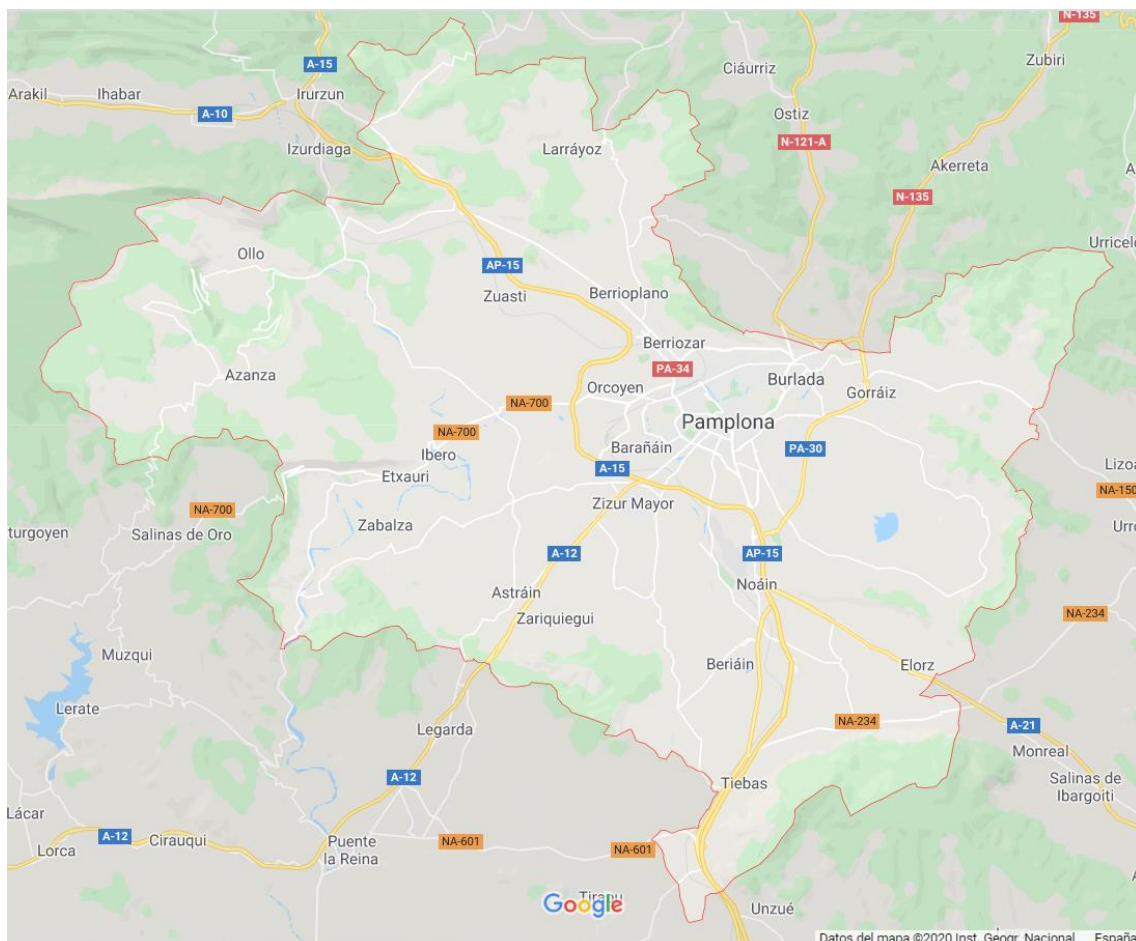 N-135
Zubiri
A-15
Ciáurriz
Arakil
Ihabar
Irurzun
A-10
Ostiz
N-121-A
Izurdiaga
Larráyoz
Akerreta
N-135
Ollo
AP-15
Zuasti
Berrioplano
Berriozar
PA-34
Azanza
Orcoyen
Burlada
Gorráiz
NA-700
Pamplona
NA-700
Ibero
Barañáin
PA-30
Etxauri
A-15
NA-700
Zizur Mayor
NA-150
Zabalza
turgoyen
Salinas de Oro
A-12
AP-15
Noáin
Astráin
Zariquiegui
NA-234
Muzqui
Beriáin
Elorz
Lerate
Legarda
NA-234
A-21
Monreal
A-12
Tiebas
Salinas de
Ibargoiti
Lácar
A-12
Cirauqui
Puente
la Reina
NA-601
NA-601
Lorca
Google
Unzué
Datos del mapa ©2020 Inst. Geogr. Nacional España